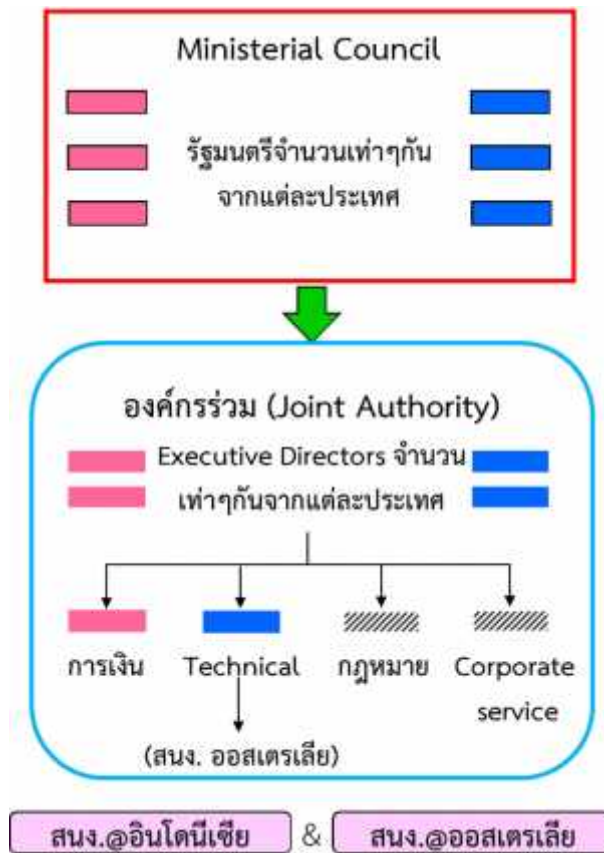 Ministerial Council
รัฐมนตรีจำนวนเท่าๆกัน
จากแต่ละประเทศ
องค์กรร่วม (Joint Authority)
Executive Directors จำนวน
เท่าๆกันจากแต่ละประเทศ
การเงิน Technical กฎหมาย Corporate
service
(สนง. ออสเตรเลีย)
สนง.@อินโดนีเซีย & สนง.@ออสเตรเลีย